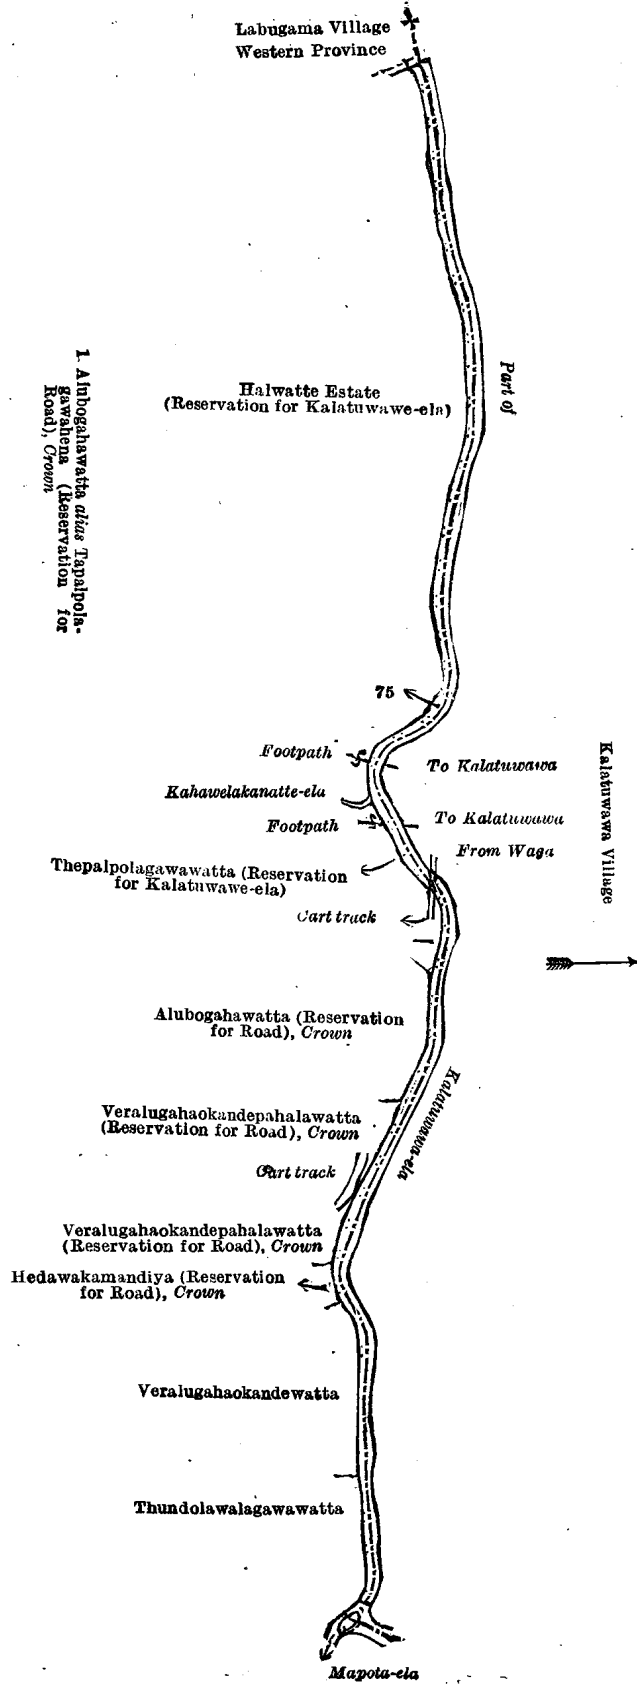 Labugama Village
Western Province
Part of
Halwatte Estate
(Reservation for Kalatuwawe-ela)
1. Alubogahawatta alias Tapalpola-
gawahena (Reservation for
Road), Crown
75
Footpath
To Kalatuwawa
Kahawelakanatte-ela
Footpath
To Kalatuwawa
From Waga
Kalatuwawa Village
Thepalpolagawawatta (Reservation
for Kalatuwawe-ela)
Cart track
Alubogahawatta (Reservation
for Road), Crown
Kalatuwawa-ela
Veralugahaokandepahalawatta
(Reservation for Road), Crown
Cart track
Veralugahaokandepahalawatta
(Reservation for Road), Crown
Hedawakamandiya (Reservation
for Road), Crown
Veralugahaokandewatta
Thundolawalagawawatta
Mapota-ela